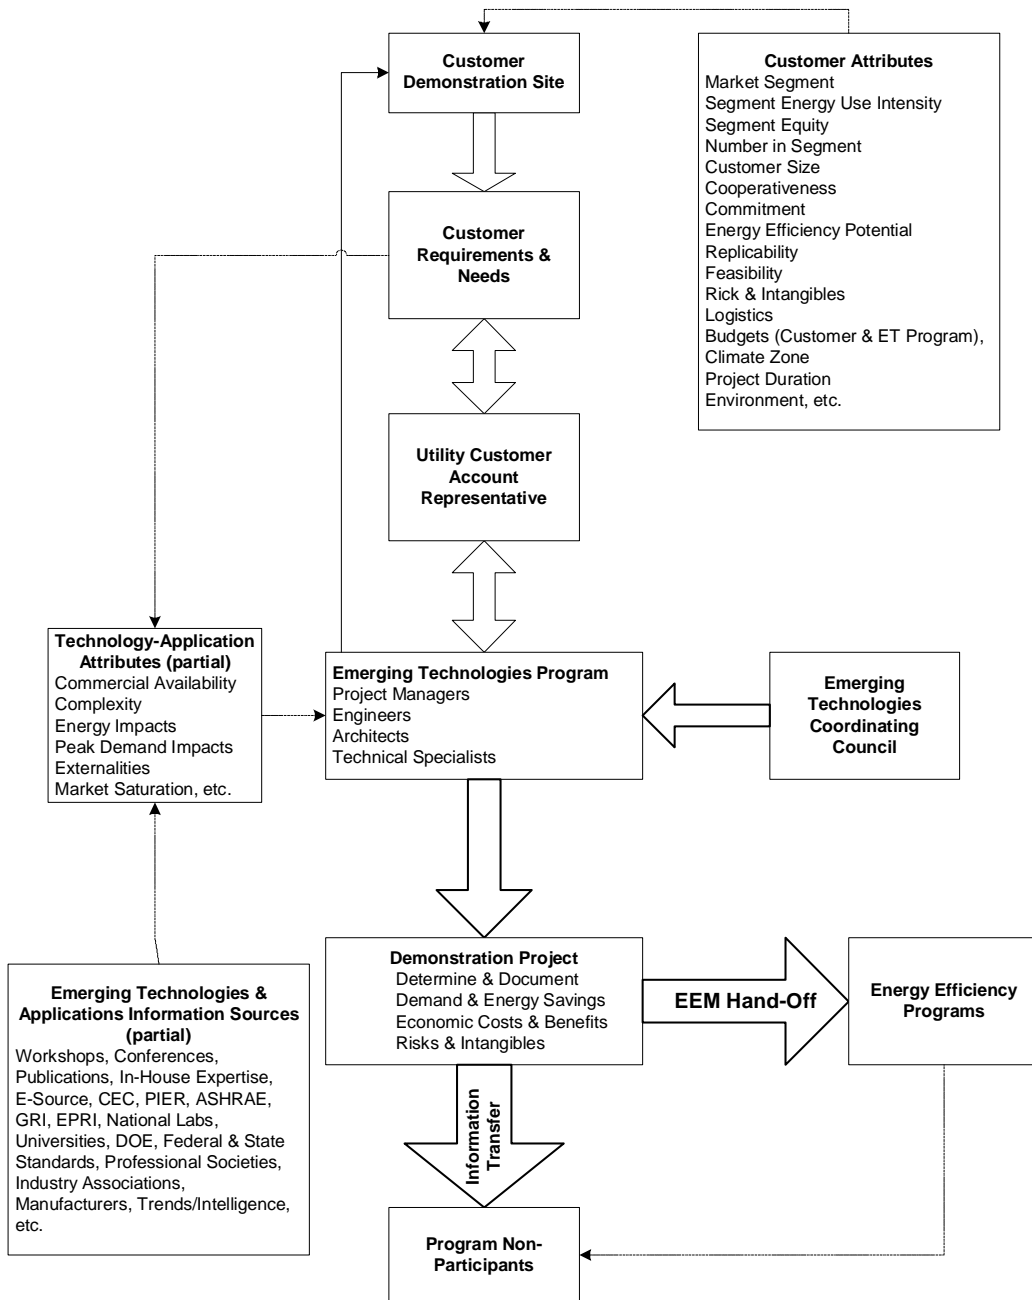 Customer
Demonstration Site
Customer Attributes
Market Segment
Segment Energy Use Intensity
Segment Equity
Number in Segment
Customer Size
Cooperativeness
Commitment
Energy Efficiency Potential
Replicability
Feasibility
Rick & Intangibles
Logistics
Budgets (Customer & ET Program),
Climate Zone
Project Duration
Environment, etc.
Customer
Requirements &
Needs
Utility Customer
Account
Representative
Technology-Application
Attributes (partial)
Commercial Availability
Complexity
Energy Impacts
Peak Demand Impacts
Externalities
Market Saturation, etc.
Emerging Technologies Program
Project Managers
Engineers
Architects
Technical Specialists
Emerging
Technologies
Coordinating
Council
Emerging Technologies &
Applications Information Sources
(partial)
Workshops, Conferences,
Publications, In-House Expertise,
E-Source, CEC, PIER, ASHRAE,
GRI, EPRI, National Labs,
Universities, DOE, Federal & State
Standards, Professional Societies,
Industry Associations,
Manufacturers, Trends/Intelligence,
etc.
Demonstration Project
Determine & Document
Demand & Energy Savings
Economic Costs & Benefits
Risks & Intangibles
EEM Hand-Off
Energy Efficiency
Programs
Information
Transfer
Program Non-
Participants